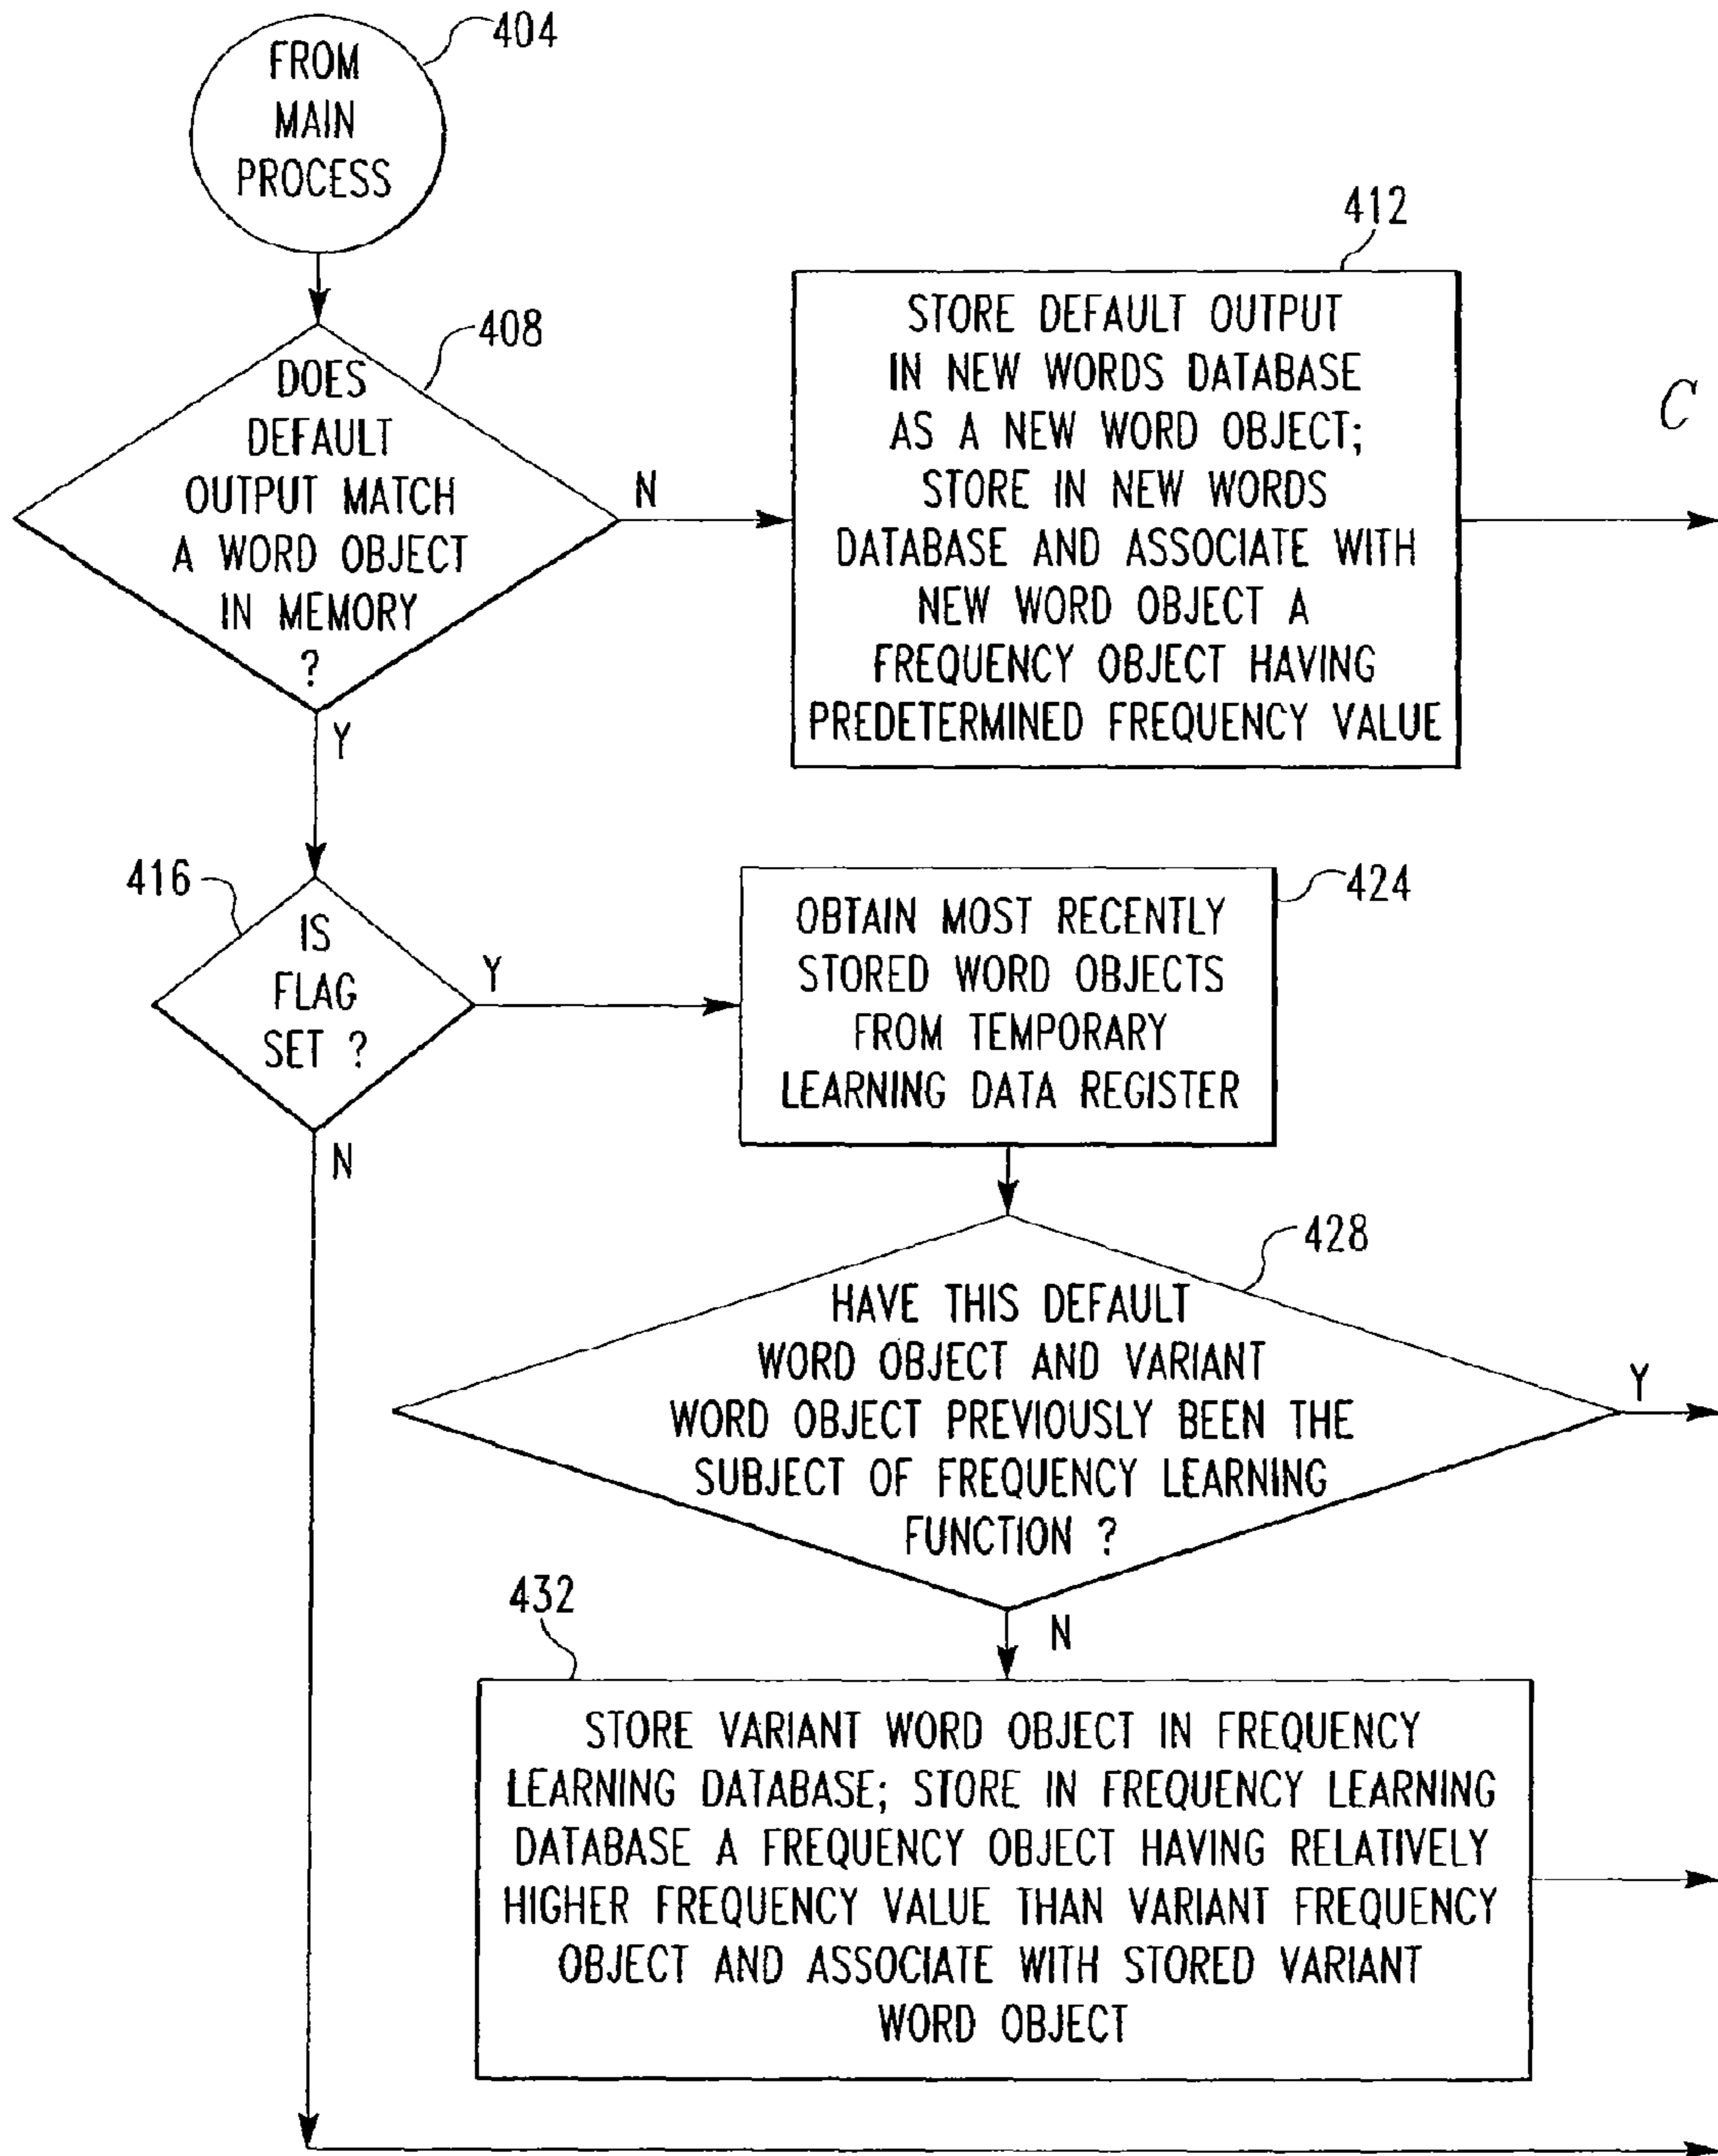 404
FROM
MAIN
PROCESS
408
DOES
DEFAULT
OUTPUT MATCH
A WORD OBJECT
IN MEMORY
?
N
Y
412
STORE DEFAULT OUTPUT
IN NEW WORDS DATABASE
AS A NEW WORD OBJECT;
STORE IN NEW WORDS
DATABASE AND ASSOCIATE WITH
NEW WORD OBJECT A
FREQUENCY OBJECT HAVING
PREDETERMINED FREQUENCY VALUE
C
416
IS
FLAG
SET ?
Y
N
424
OBTAIN MOST RECENTLY
STORED WORD OBJECTS
FROM TEMPORARY
LEARNING DATA REGISTER
428
HAVE THIS DEFAULT
WORD OBJECT AND VARIANT
WORD OBJECT PREVIOUSLY BEEN THE
SUBJECT OF FREQUENCY LEARNING
FUNCTION ?
Y
N
432
STORE VARIANT WORD OBJECT IN FREQUENCY
LEARNING DATABASE; STORE IN FREQUENCY LEARNING
DATABASE A FREQUENCY OBJECT HAVING RELATIVELY
HIGHER FREQUENCY VALUE THAN VARIANT FREQUENCY
OBJECT AND ASSOCIATE WITH STORED VARIANT
WORD OBJECT